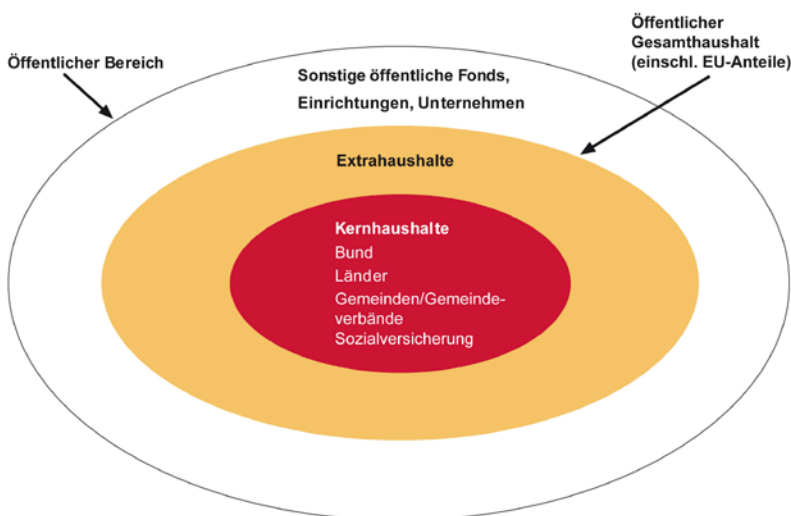 Öffentlicher Bereich
Sonstige öffentliche Fonds,
Einrichtungen, Unternehmen
Öffentlicher
Gesamthaushalt
(einschl. EU-Anteile)
Extrahaushalte
Kernhaushalte
Bund
Länder
Gemeinden/Gemeinde-
verbände
Sozialversicherung